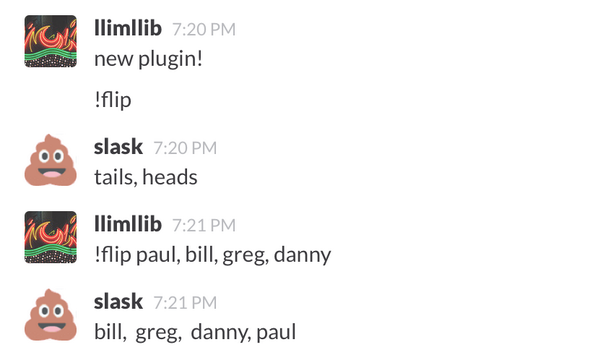 llimllib 7:20 PM
new plugin!
!flip
slask 7:20 PM
tails, heads
llimllib 7:21 PM
!flip paul, bill, greg, danny
slask 7:21 PM
bill,  greg,  danny, paul